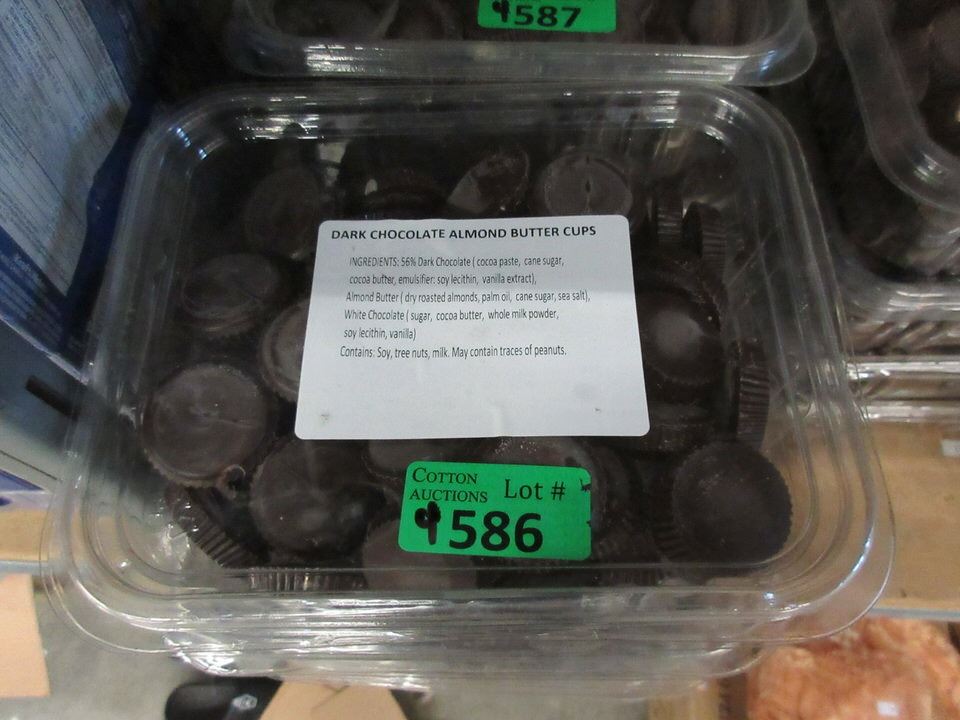 4587
DARK CHOCOLATE ALMOND BUTTER CUPS
INGREDIENTS: 56% Dark Chocolate ( cocoa paste, cane sugar,
cocoa butter, emulsifier: soy lecithin, vanilla extract),
Almond Butter ( dry roasted almonds, palm oil, cane sugar, sea salt),
White Chocolate ( sugar, cocoa butter, whole milk powder,
soy lecithin, vanilla)
Contains: Soy, tree nuts, milk. May contain traces of peanuts.
COTTON
AUCTIONS Lot #
4586